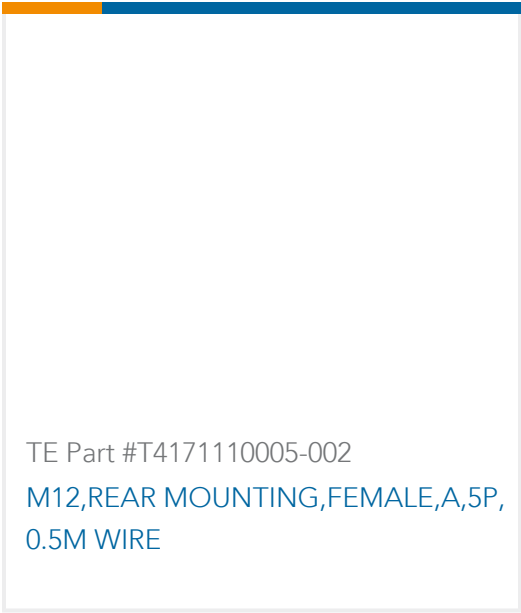 TE Part #T4171110005-002
M12,REAR MOUNTING,FEMALE,A,5P,
0.5M WIRE